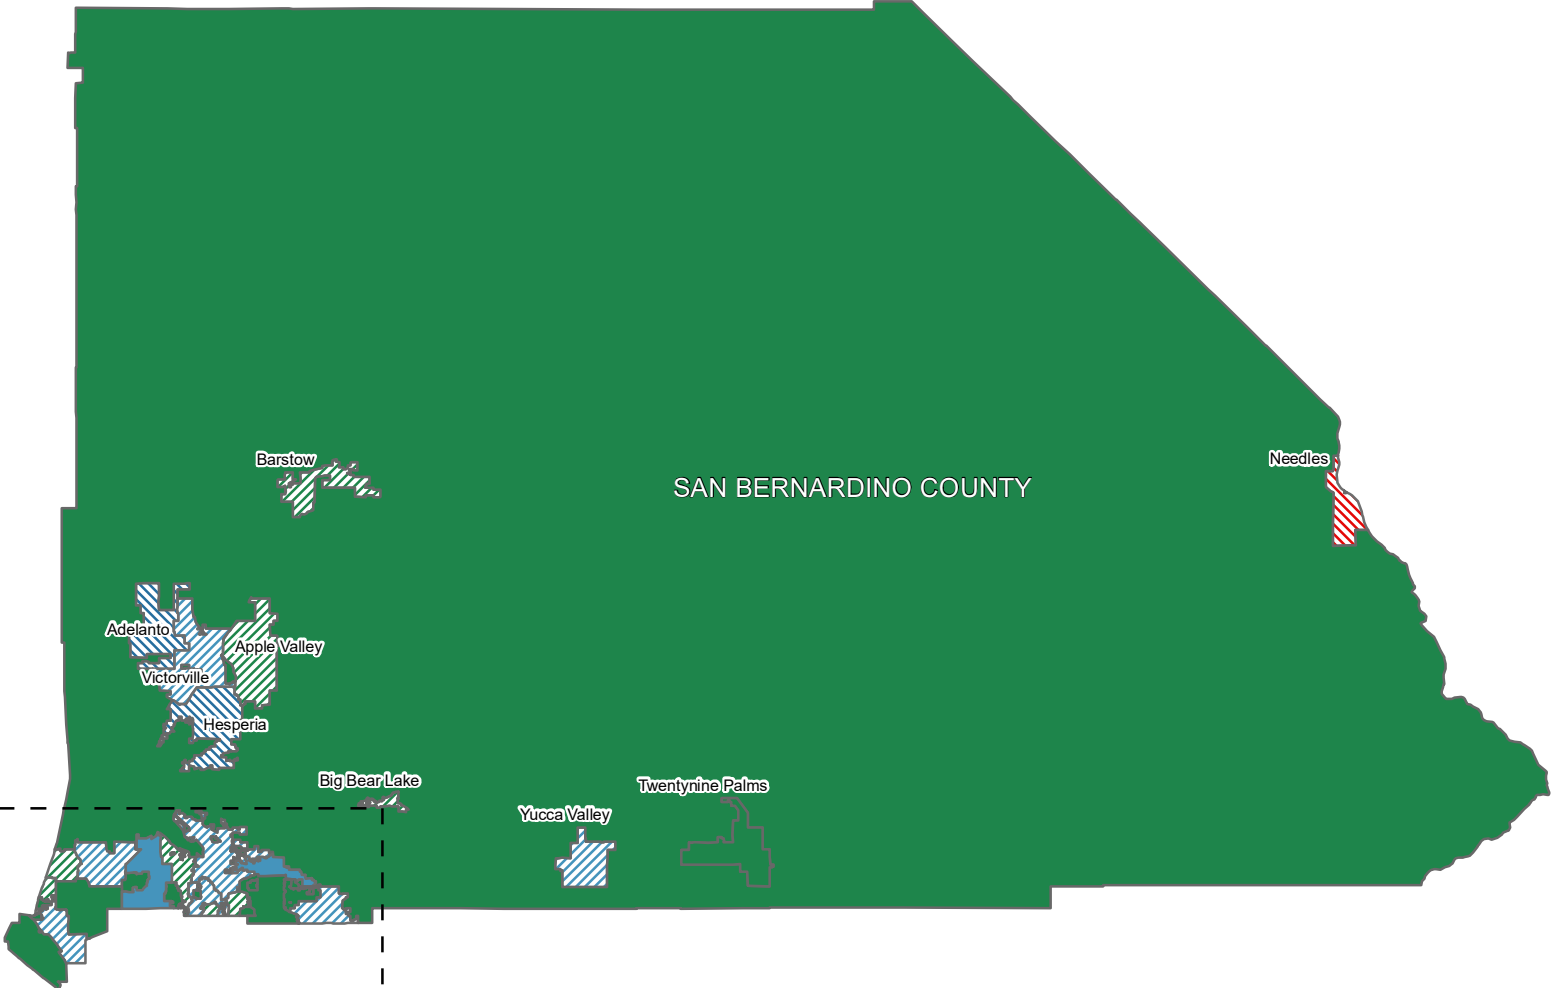 Barstow
Needles
SAN BERNARDINO COUNTY
Adelanto
Apple Valley
Victorville
Hesperia
Big Bear Lake
Twentynine Palms
Yucca Valley